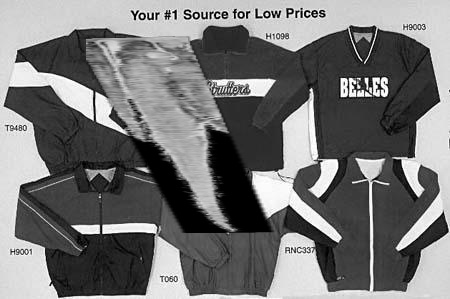 Your #1 Source for Low Prices
H1098
H9003
Strutters
BELLES
T9480
H9001
T060
RNC337